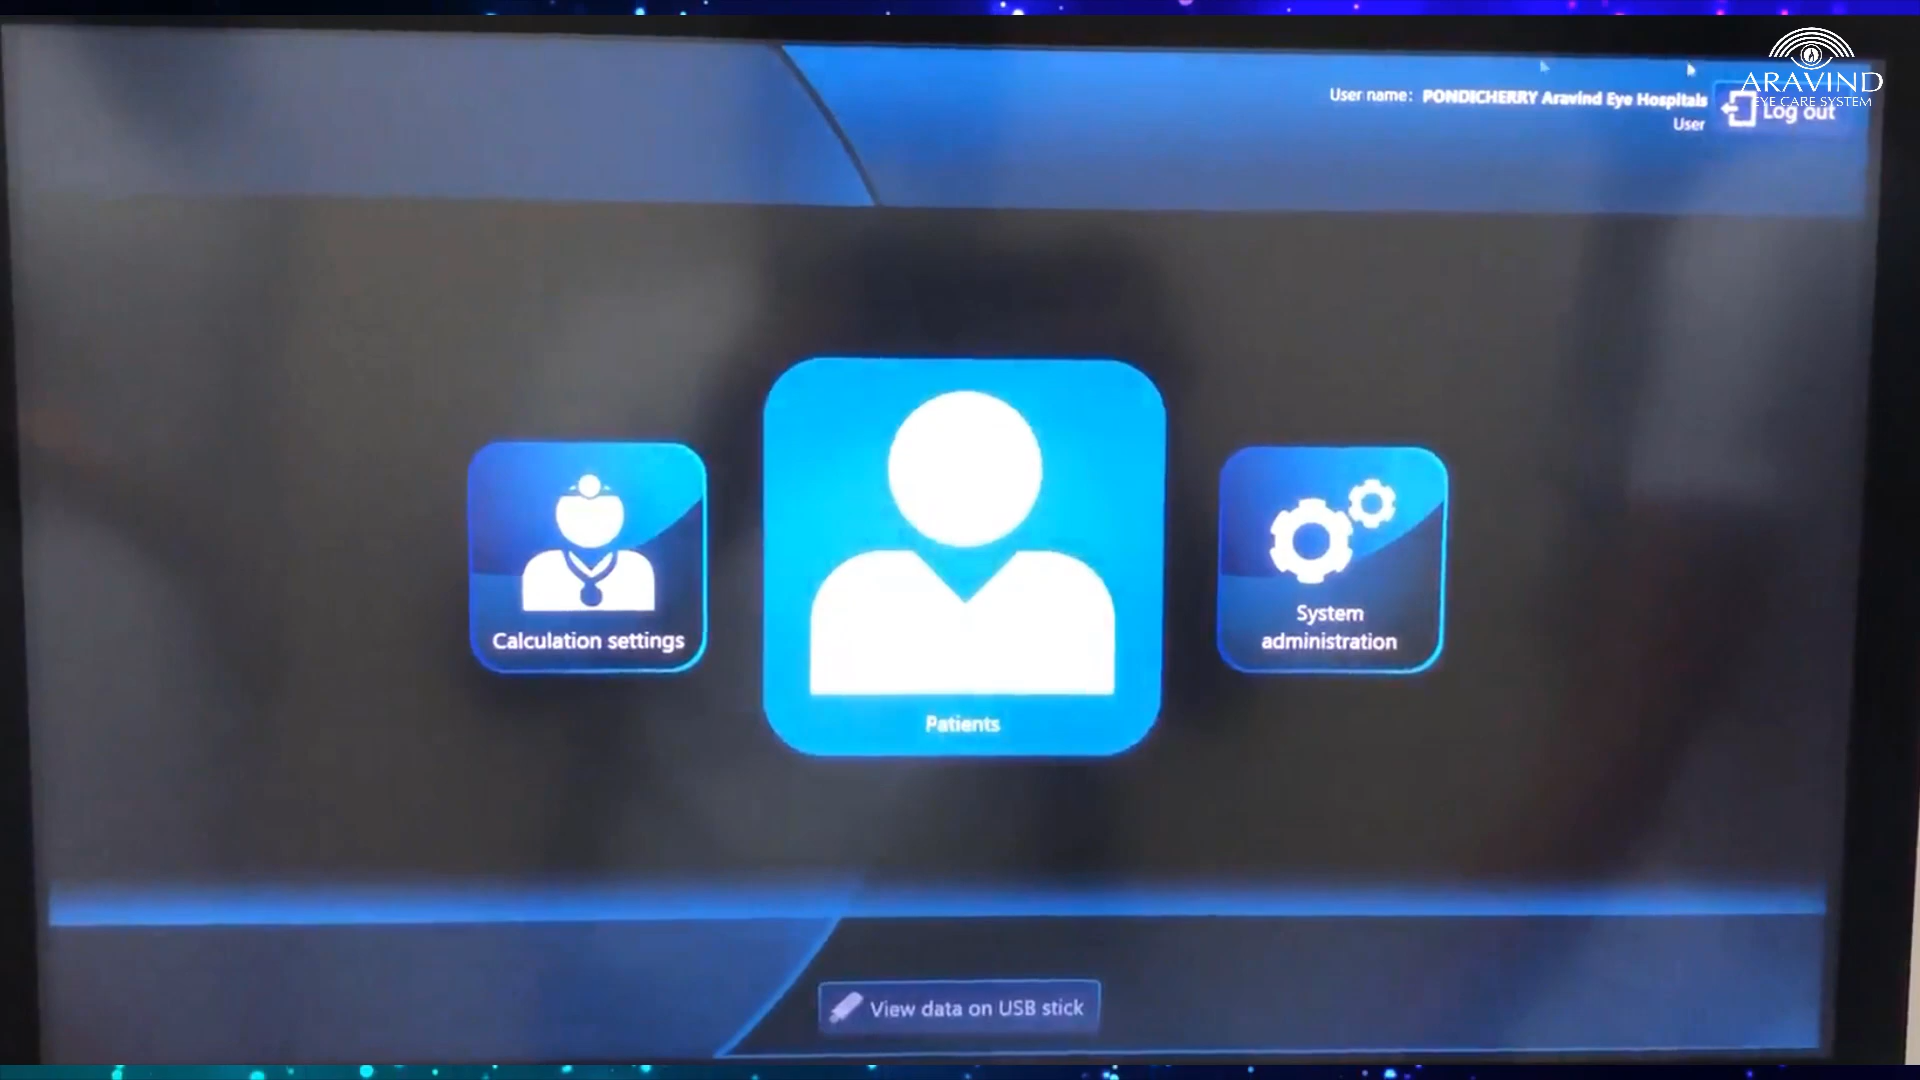 ARAVIND
EYE CARE SYSTEM
User name: PONDICHERRY Aravind Eye Hospitals
User
Log out
Calculation settings
Patients
System
administration
View data on USB stick